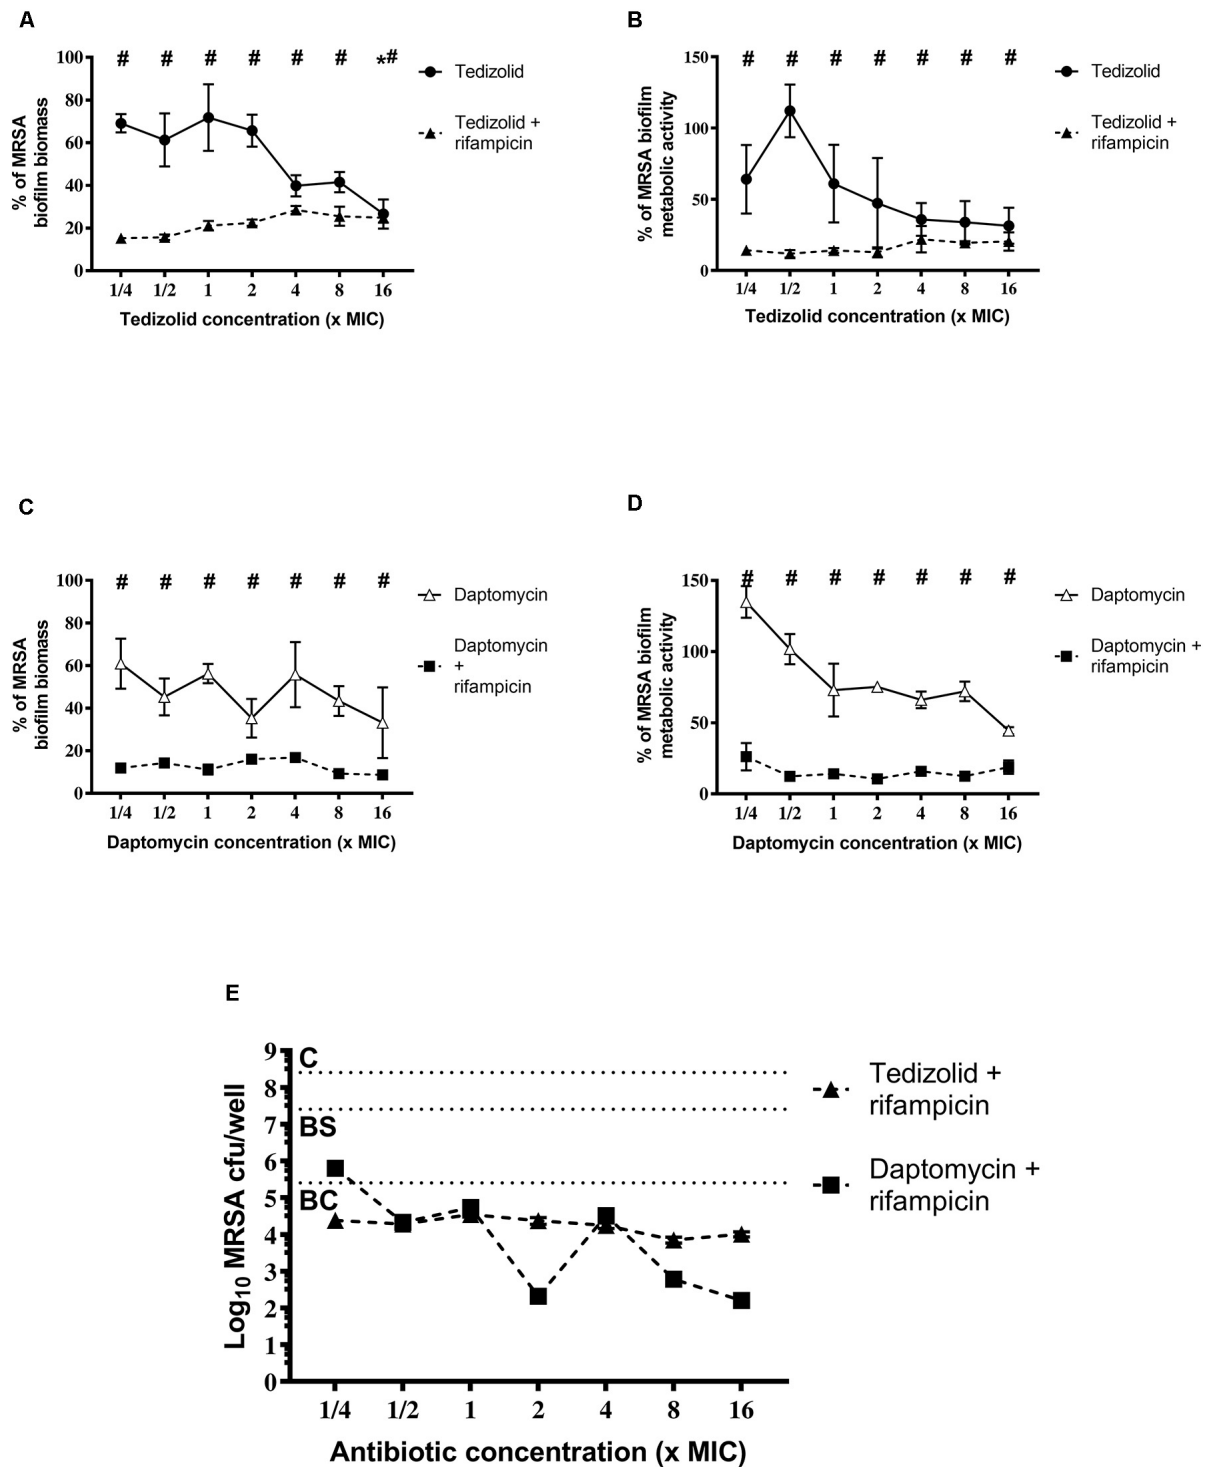 A
% of MRSA
biofilm biomass
100
80
60
40
20
0
# # # # # # *#
1/4 1/2 1 2 4 8 16
Tedizolid concentration (x MIC)
Tedizolid
Tedizolid +
rifampicin
B
% of MRSA biofilm
metabolic activity
150
100
50
0
# # # # # # #
1/4 1/2 1 2 4 8 16
Tedizolid concentration (x MIC)
Tedizolid
Tedizolid +
rifampicin
C
% of MRSA
biofilm biomass
100
80
60
40
20
0
# # # # # # #
1/4 1/2 1 2 4 8 16
Daptomycin concentration (x MIC)
Daptomycin
Daptomycin
+
rifampicin
D
% of MRSA biofilm
metabolic activity
150
100
50
0
# # # # # # #
1/4 1/2 1 2 4 8 16
Daptomycin concentration (x MIC)
Daptomycin
Daptomycin +
rifampicin
E
Log10 MRSA cfu/well
9
8
7
6
5
4
3
2
1
0
C
BS
BC
1/4 1/2 1 2 4 8 16
Antibiotic concentration (x MIC)
Tedizolid +
rifampicin
Daptomycin +
rifampicin